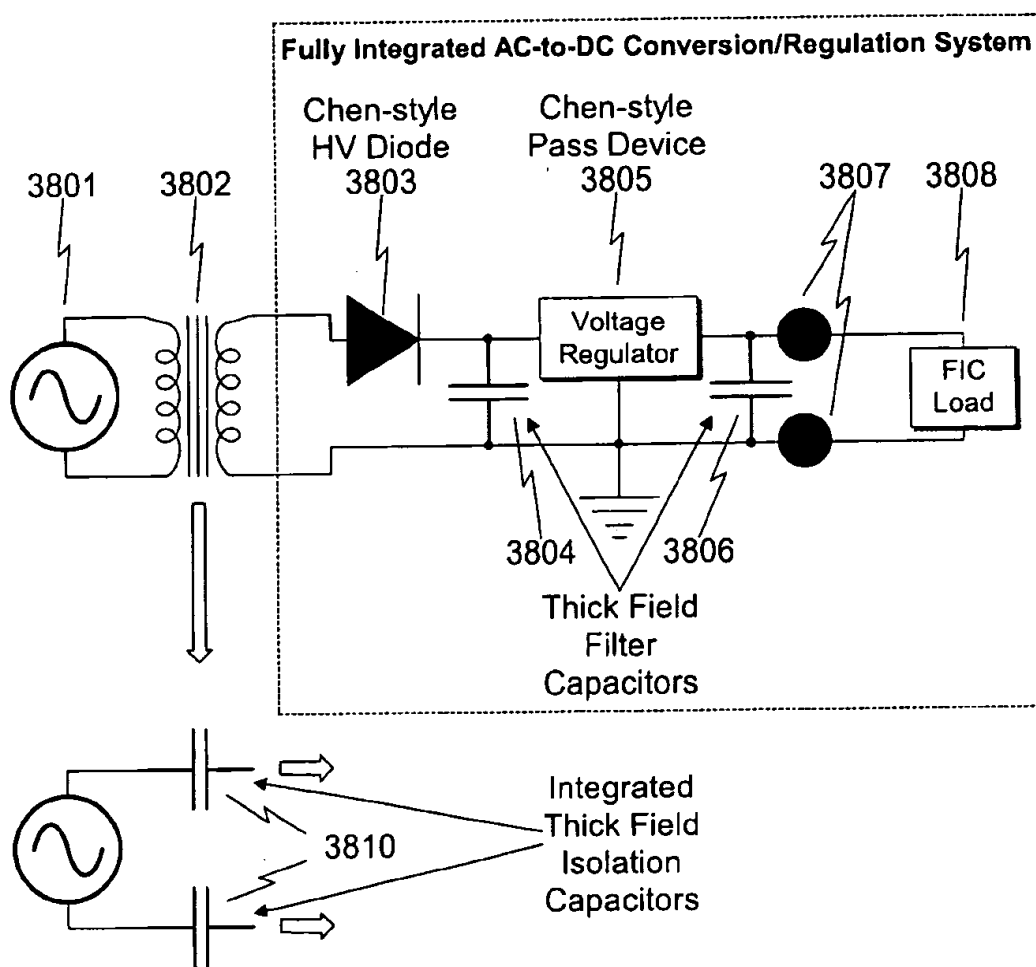 Fully Integrated AC-to-DC Conversion/Regulation System
Chen-style
HV Diode
3803
Chen-style
Pass Device
3805
3801
3802
3807
3808
Voltage
Regulator
FIC
Load
3804
3806
Thick Field
Filter
Capacitors
3810
Integrated
Thick Field
Isolation
Capacitors